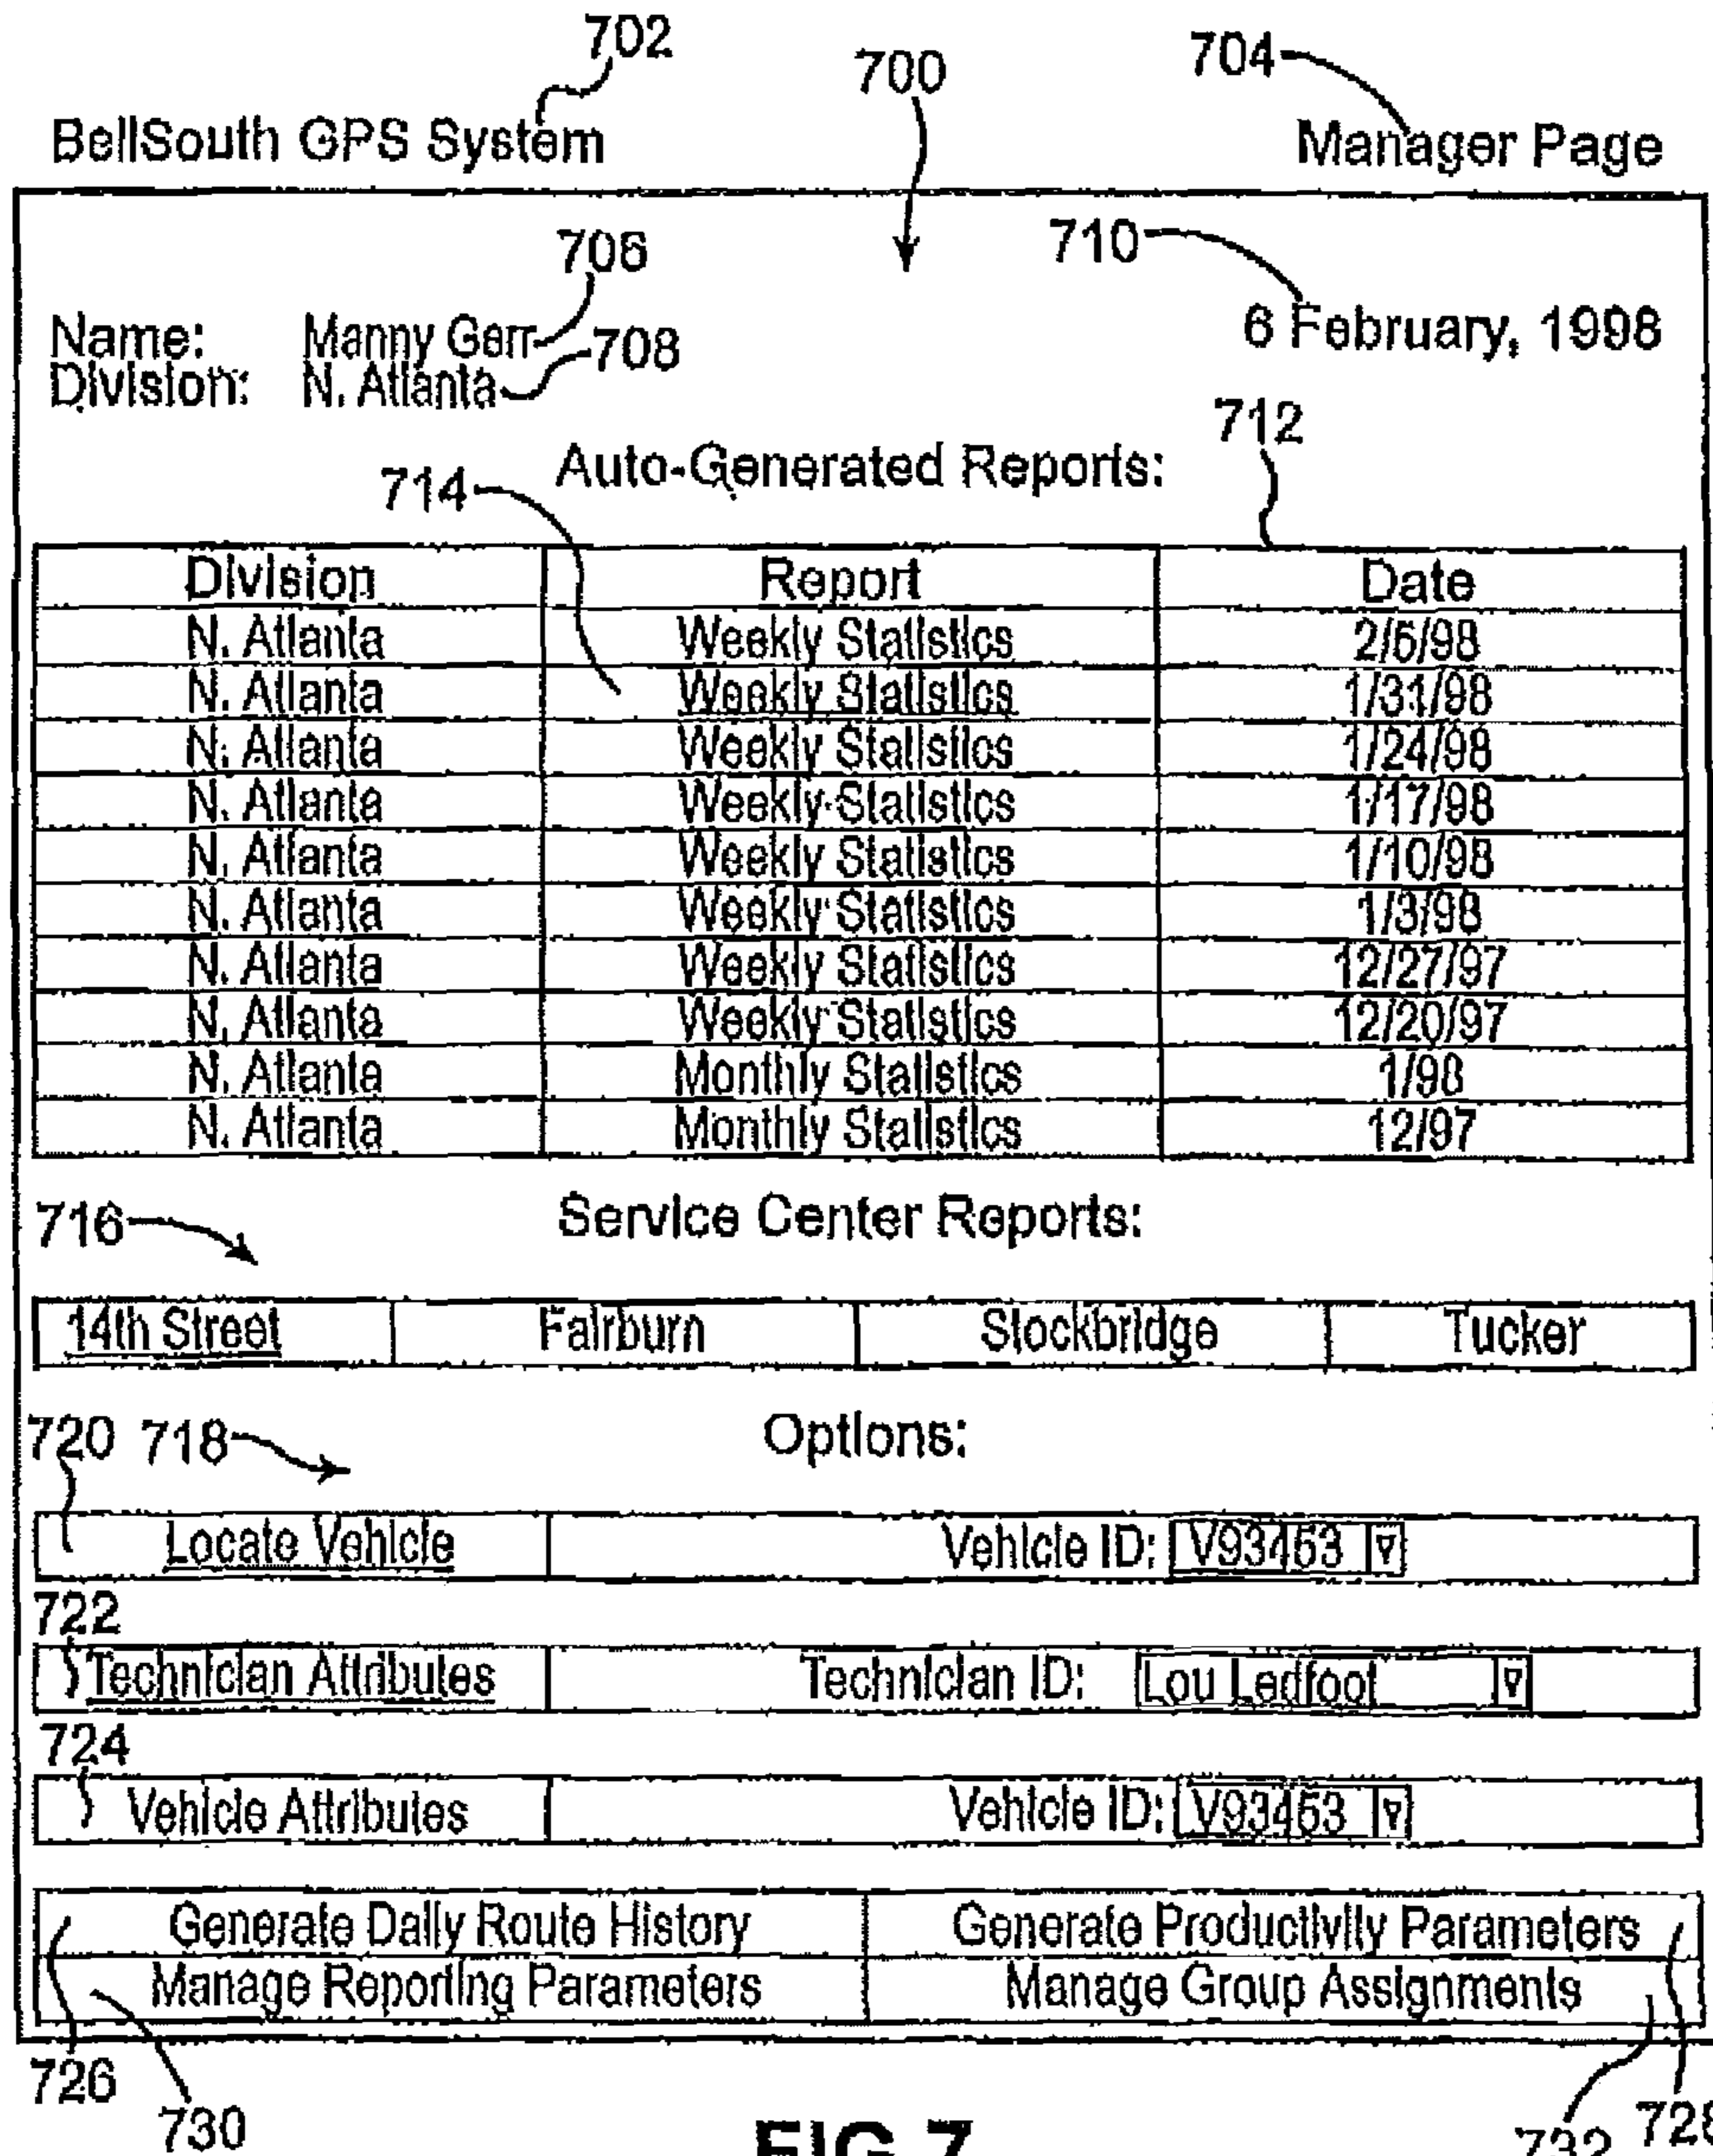 702
700
704
BellSouth GPS System Manager Page
706
710
Name: Manny Gerr 6 February, 1998
708
Division: N. Atlanta
712
Auto-Generated Reports:
714
Division Report Date
N. Atlanta Weekly Statistics 2/6/98
N. Atlanta Weekly Statistics 1/31/98
N. Atlanta Weekly Statistics 1/24/98
N. Atlanta Weekly Statistics 1/17/98
N. Atlanta Weekly Statistics 1/10/98
N. Atlanta Weekly Statistics 1/3/98
N. Atlanta Weekly Statistics 12/27/97
N. Atlanta Weekly Statistics 12/20/97
N. Atlanta Monthly Statistics 1/98
N. Atlanta Monthly Statistics 12/97
716 Service Center Reports:
14th Street Fairburn Stockbridge Tucker
720 718 Options:
Locate Vehicle Vehicle ID: V93453
722
Technician Attributes Technician ID: Lou Ledfoot
724
Vehicle Attributes Vehicle ID: V93453
Generate Daily Route History Generate Productivity Parameters
Manage Reporting Parameters Manage Group Assignments
726
730
FIG 7
732 728